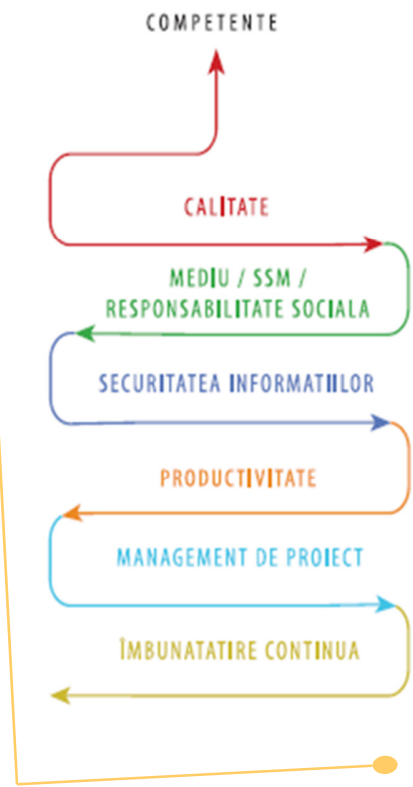 COMPETENTE
CALITATE
MEDIU / SSM /
RESPONSABILITATE SOCIALA
SECURITATEA INFORMATIILOR
PRODUCTIVITATE
MANAGEMENT DE PROIECT
ÎMBUNATATIRE CONTINUA